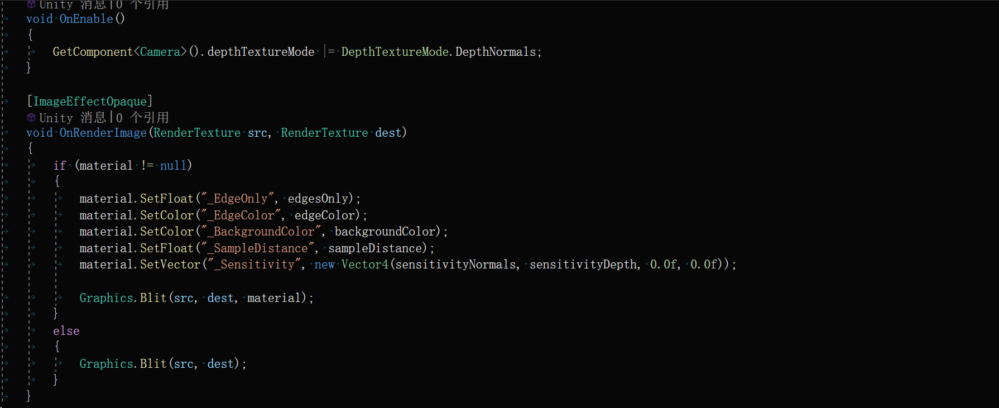 Unity 消息|0 个引用
void OnEnable()
{
GetComponent<Camera>().depthTextureMode |= DepthTextureMode.DepthNormals;
}
[ImageEffectOpaque]
Unity 消息|0 个引用
void OnRenderImage(RenderTexture src, RenderTexture dest)
{
if (material != null)
{
material.SetFloat("_EdgeOnly", edgesOnly);
material.SetColor("_EdgeColor", edgeColor);
material.SetColor("_BackgroundColor", backgroundColor);
material.SetFloat("_SampleDistance", sampleDistance);
material.SetVector("_Sensitivity", new Vector4(sensitivityNormals, sensitivityDepth, 0.0f, 0.0f));
Graphics.Blit(src, dest, material);
}
else
{
Graphics.Blit(src, dest);
}
}